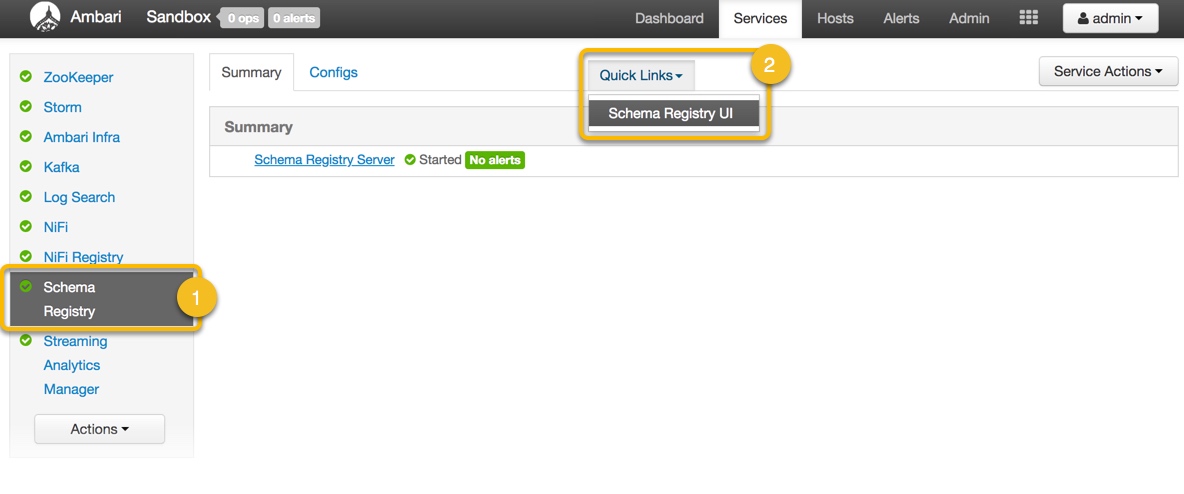 Ambari Sandbox 0 ops 0 alerts Dashboard Services Hosts Alerts Admin admin
ZooKeeper
Storm
Ambari Infra
Kafka
Log Search
NiFi
NiFi Registry
Schema
Registry
1
Streaming
Analytics
Manager
Actions
Summary Configs Quick Links 2 Service Actions
Schema Registry UI
Summary
Schema Registry Server Started No alerts